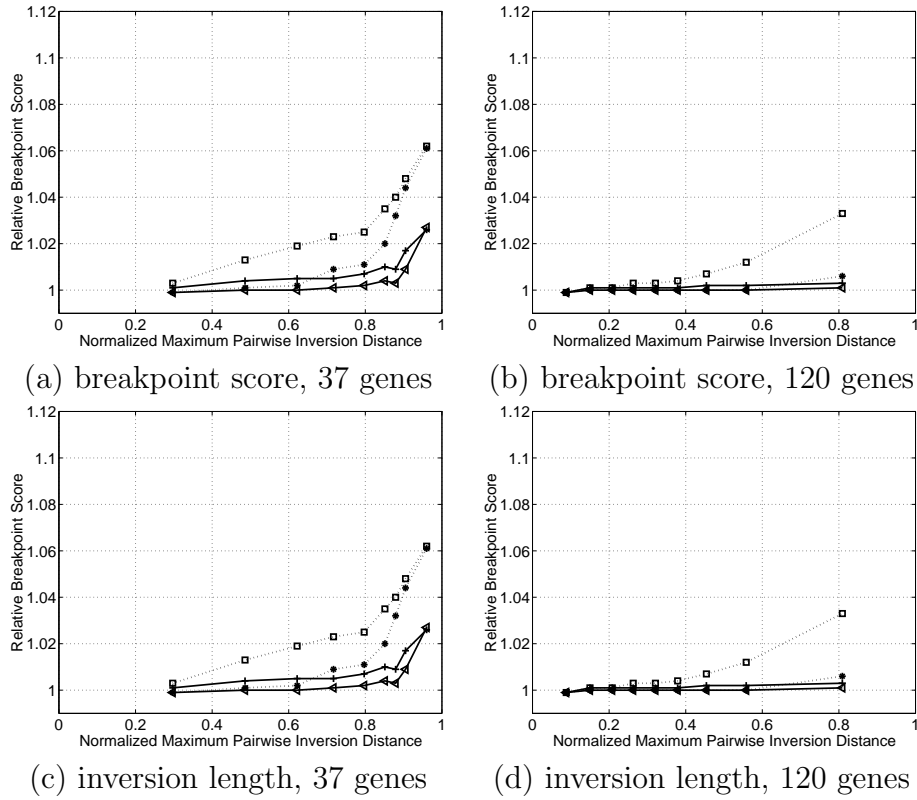 1.12
1.12
1.1
1.1
1.08
1.08
1.06
1.06
1.04
1.04
1.02
1.02
1
1
Relative Breakpoint Score
Relative Breakpoint Score
0 0.2 0.4 0.6 0.8 1
0 0.2 0.4 0.6 0.8 1
Normalized Maximum Pairwise Inversion Distance
Normalized Maximum Pairwise Inversion Distance
(a) breakpoint score, 37 genes
(b) breakpoint score, 120 genes
1.12
1.12
1.1
1.1
1.08
1.08
1.06
1.06
1.04
1.04
1.02
1.02
1
1
Relative Breakpoint Score
Relative Breakpoint Score
0 0.2 0.4 0.6 0.8 1
0 0.2 0.4 0.6 0.8 1
Normalized Maximum Pairwise Inversion Distance
Normalized Maximum Pairwise Inversion Distance
(c) inversion length, 37 genes
(d) inversion length, 120 genes